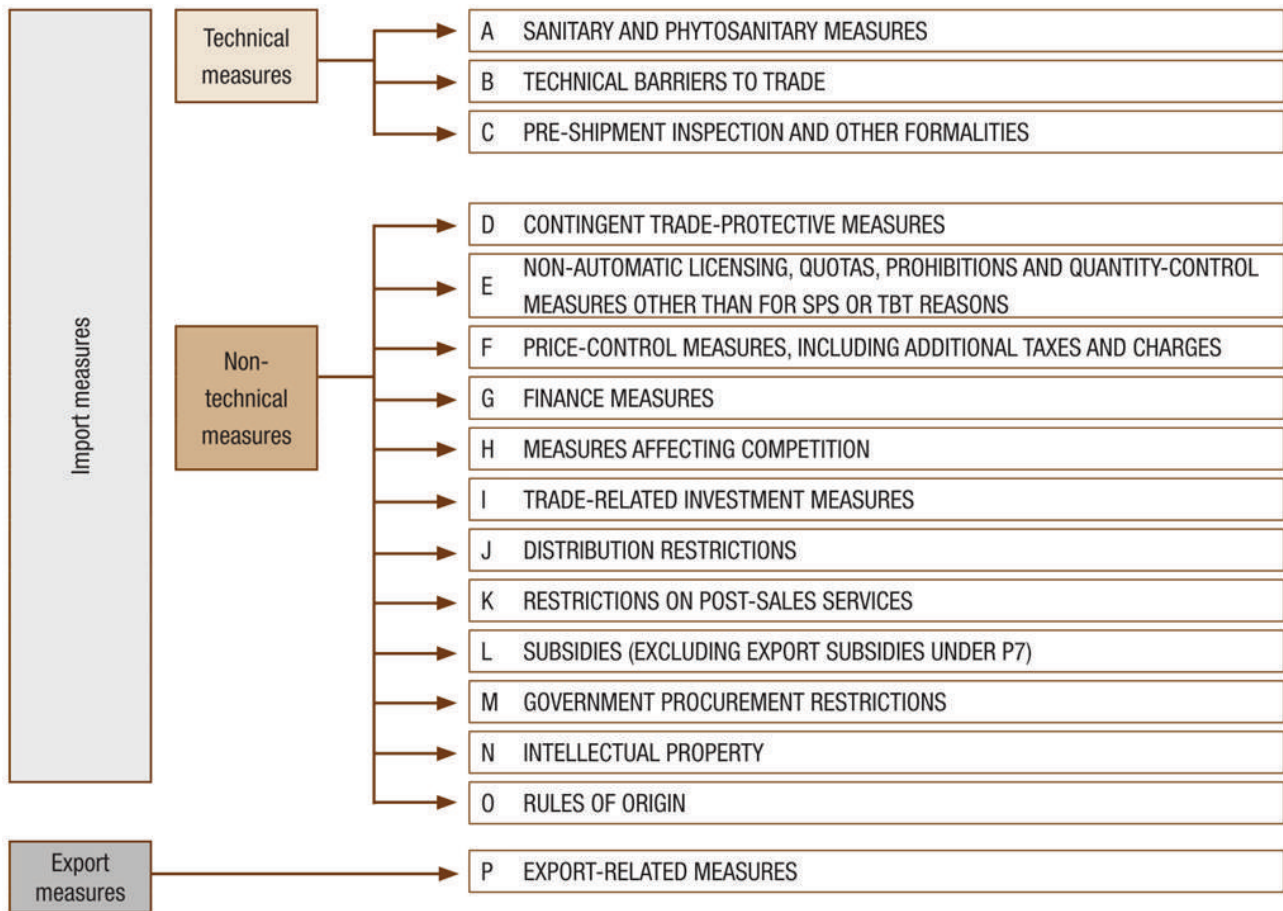 Import measures
Technical
measures
A SANITARY AND PHYTOSANITARY MEASURES
B TECHNICAL BARRIERS TO TRADE
C PRE-SHIPMENT INSPECTION AND OTHER FORMALITIES
Non-
technical
measures
D CONTINGENT TRADE-PROTECTIVE MEASURES
E NON-AUTOMATIC LICENSING, QUOTAS, PROHIBITIONS AND QUANTITY-CONTROL
MEASURES OTHER THAN FOR SPS OR TBT REASONS
F PRICE-CONTROL MEASURES, INCLUDING ADDITIONAL TAXES AND CHARGES
G FINANCE MEASURES
H MEASURES AFFECTING COMPETITION
I TRADE-RELATED INVESTMENT MEASURES
J DISTRIBUTION RESTRICTIONS
K RESTRICTIONS ON POST-SALES SERVICES
L SUBSIDIES (EXCLUDING EXPORT SUBSIDIES UNDER P7)
M GOVERNMENT PROCUREMENT RESTRICTIONS
N INTELLECTUAL PROPERTY
O RULES OF ORIGIN
Export
measures
P EXPORT-RELATED MEASURES